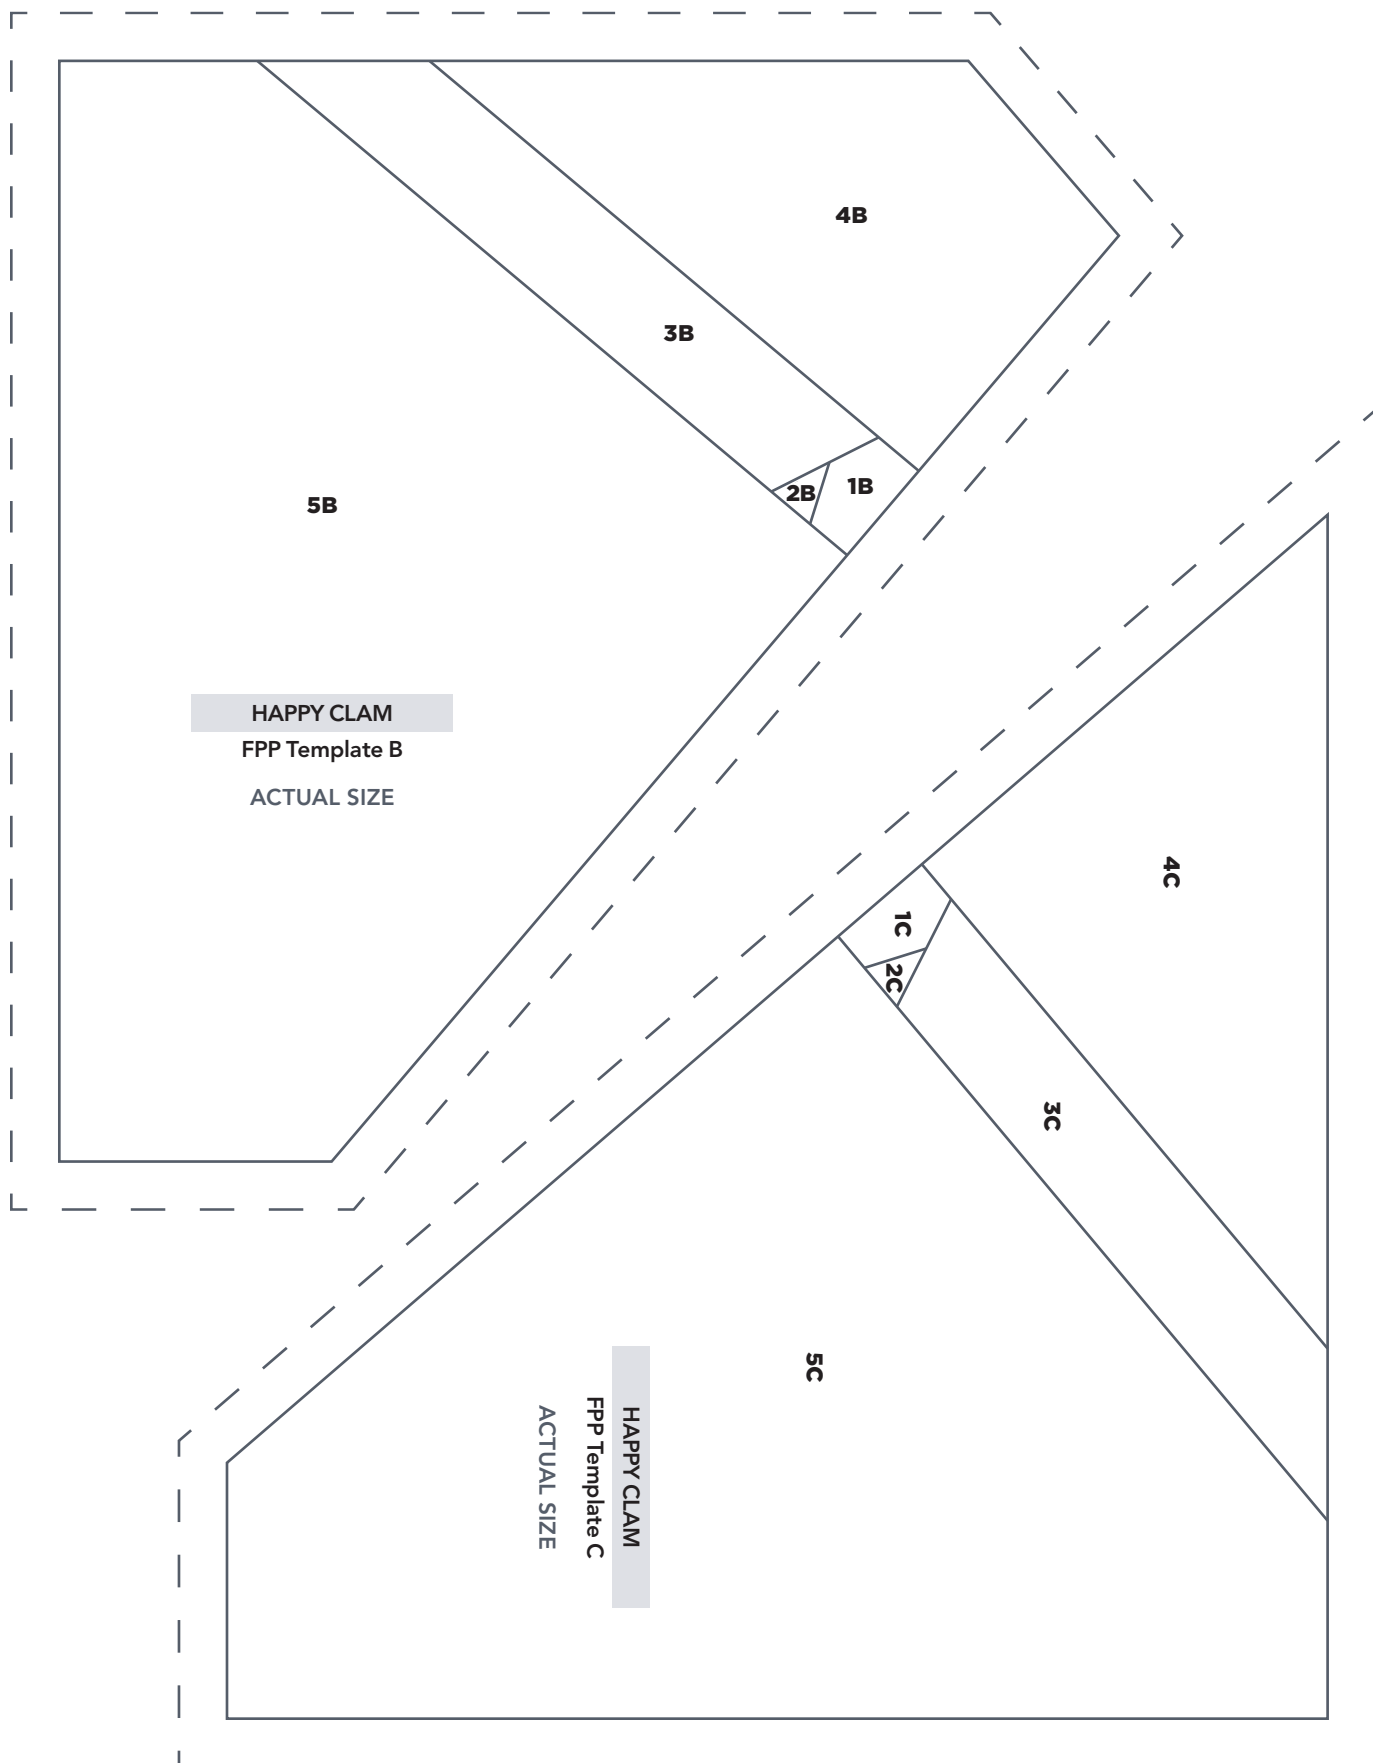 4B
3B
1B
2B
5B
HAPPY CLAM
FPP Template B
ACTUAL SIZE
4C
1C
2C
3C
5C
HAPPY CLAM
FPP Template C
ACTUAL SIZE